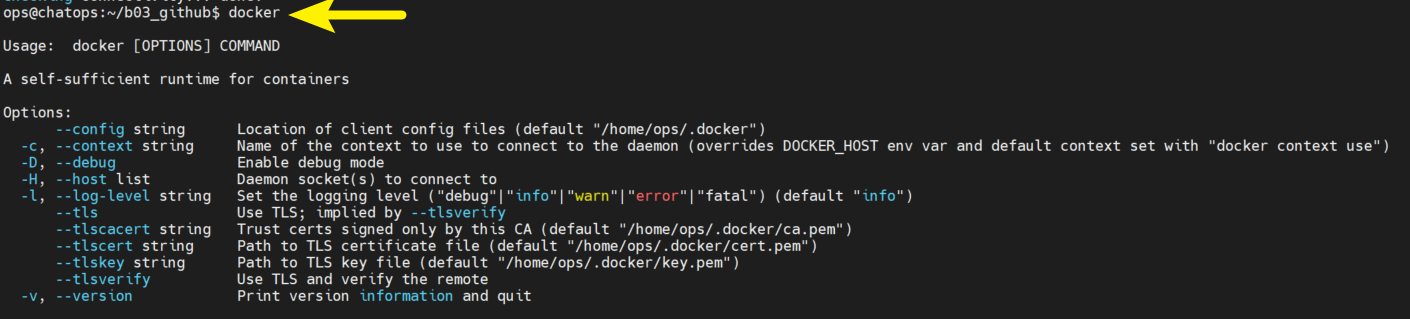 ops@chatops:~/b03_github$ docker
Usage:  docker [OPTIONS] COMMAND
A self-sufficient runtime for containers
Options:
      --config string      Location of client config files (default "/home/ops/.docker")
  -c, --context string     Name of the context to use to connect to the daemon (overrides DOCKER_HOST env var and default context set with "docker context use")
  -D, --debug              Enable debug mode
  -H, --host list          Daemon socket(s) to connect to
  -l, --log-level string   Set the logging level ("debug"|"info"|"warn"|"error"|"fatal") (default "info")
      --tls                Use TLS; implied by --tlsverify
      --tlscacert string   Trust certs signed only by this CA (default "/home/ops/.docker/ca.pem")
      --tlscert string     Path to TLS certificate file (default "/home/ops/.docker/cert.pem")
      --tlskey string      Path to TLS key file (default "/home/ops/.docker/key.pem")
      --tlsverify          Use TLS and verify the remote
  -v, --version            Print version information and quit